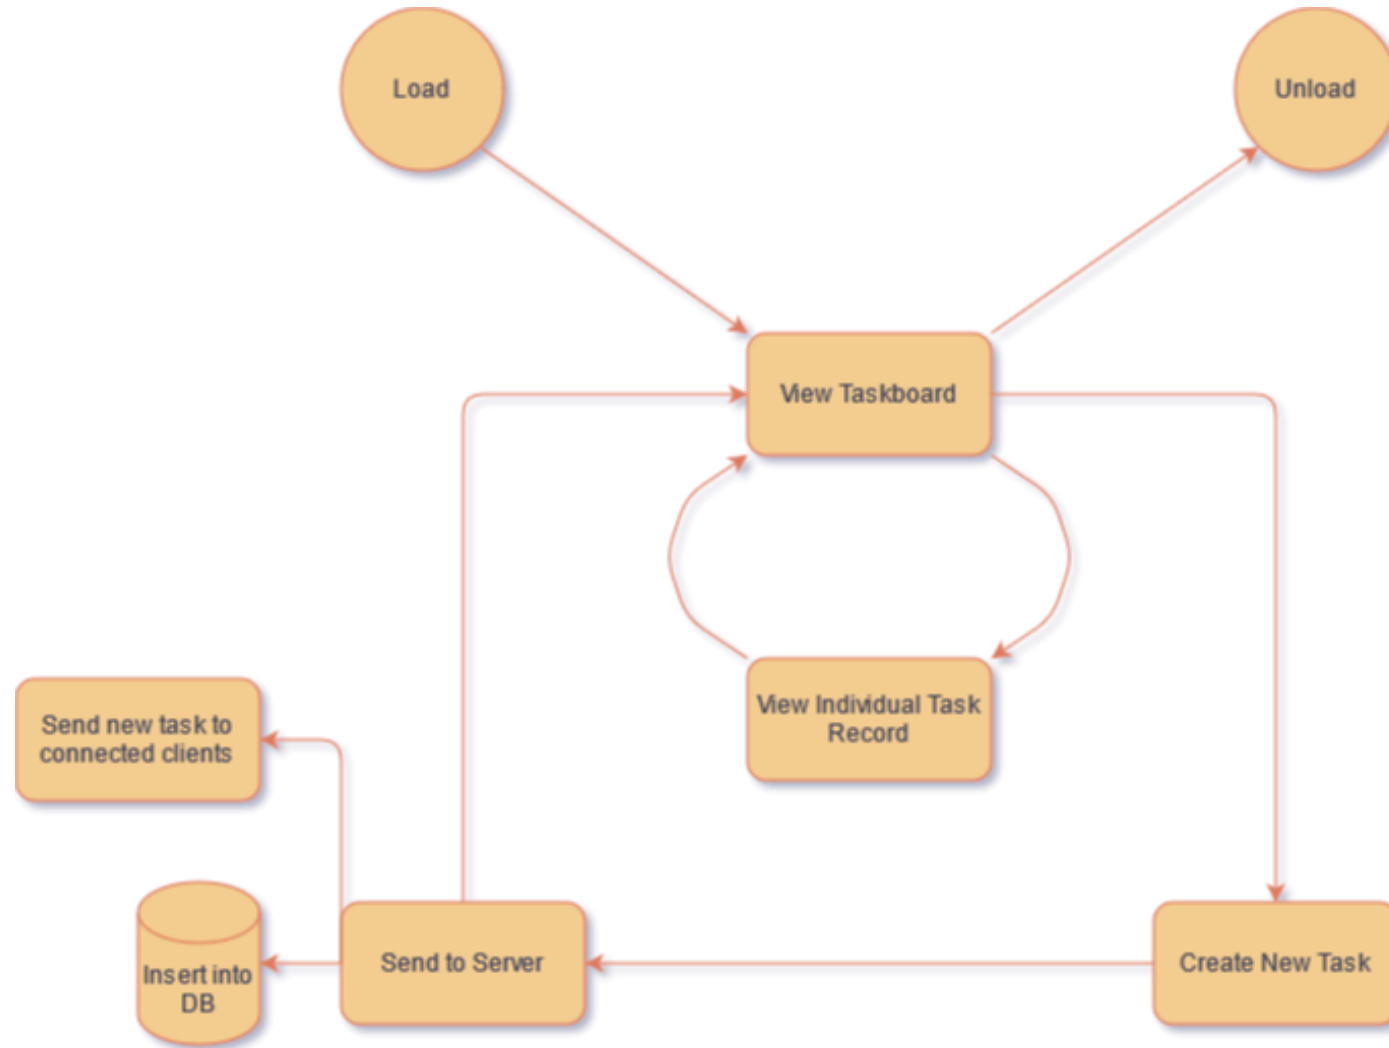 Load
Unload
View Taskboard
View Individual Task
Record
Send new task to
connected clients
Insert into
DB
Send to Server
Create New Task